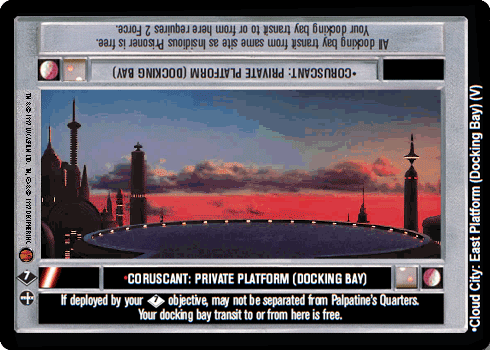 All docking bay transit from same site as Insidious Prisoner is free.
Your docking bay transit to or from here requires 2 Force.
•CORUSCANT: PRIVATE PLATFORM (DOCKING BAY)
•CORUSCANT: PRIVATE PLATFORM (DOCKING BAY)
If deployed by your 7 objective, may not be separated from Palpatine's Quarters.
Your docking bay transit to or from here is free.
7
•Cloud City: East Platform (Docking Bay) (V)